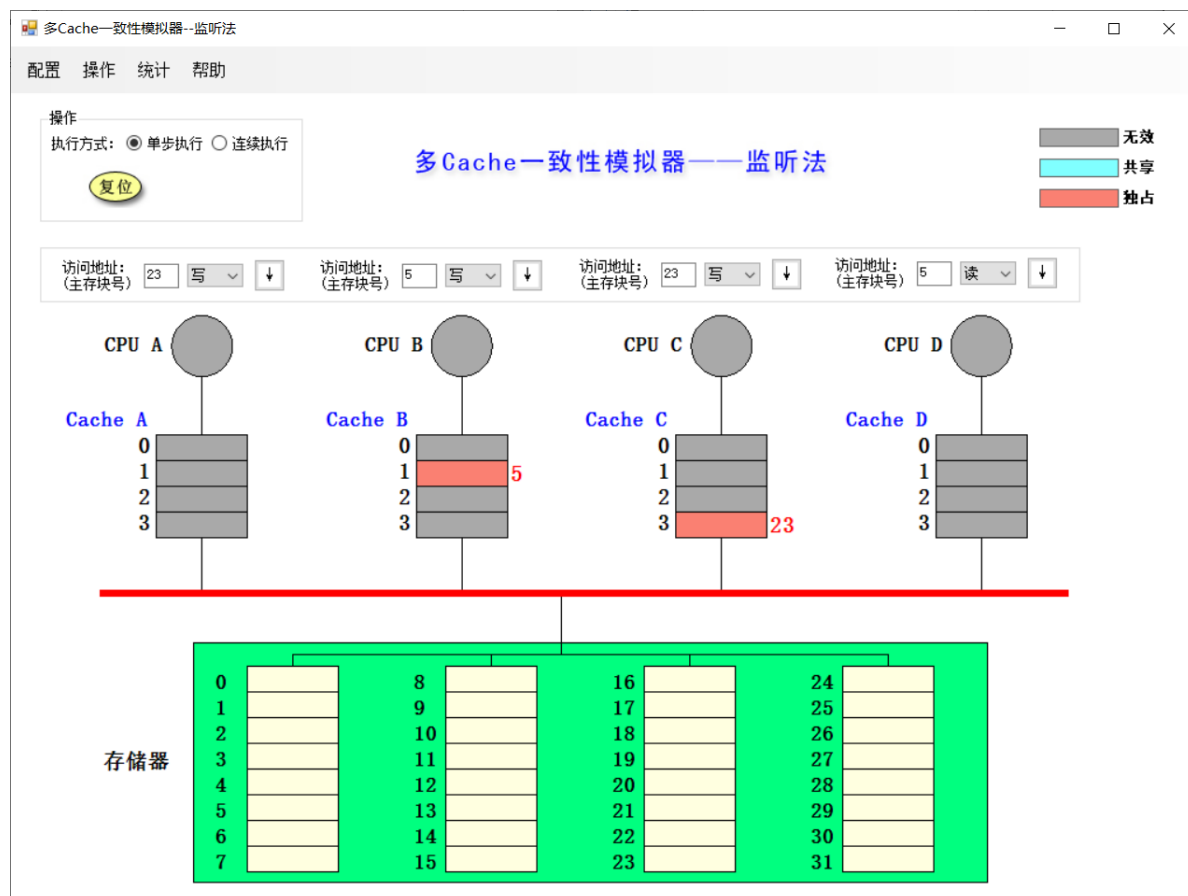 多Cache一致性模拟器--监听法
配置 操作 统计 帮助
操作
执行方式： 单步执行 连续执行
复位
多Cache一致性模拟器——监听法
无效
共享
独占
访问地址：
（主存块号） 23 写 ↓
访问地址：
（主存块号） 5 写 ↓
访问地址：
（主存块号） 23 写 ↓
访问地址：
（主存块号） 5 读 ↓
CPU A CPU B CPU C CPU D
Cache A Cache B Cache C Cache D
0 0 0 0
1 1 5 1 1
2 2 2 2
3 3 3 23 3
存储器
0 8 16 24
1 9 17 25
2 10 18 26
3 11 19 27
4 12 20 28
5 13 21 29
6 14 22 30
7 15 23 31